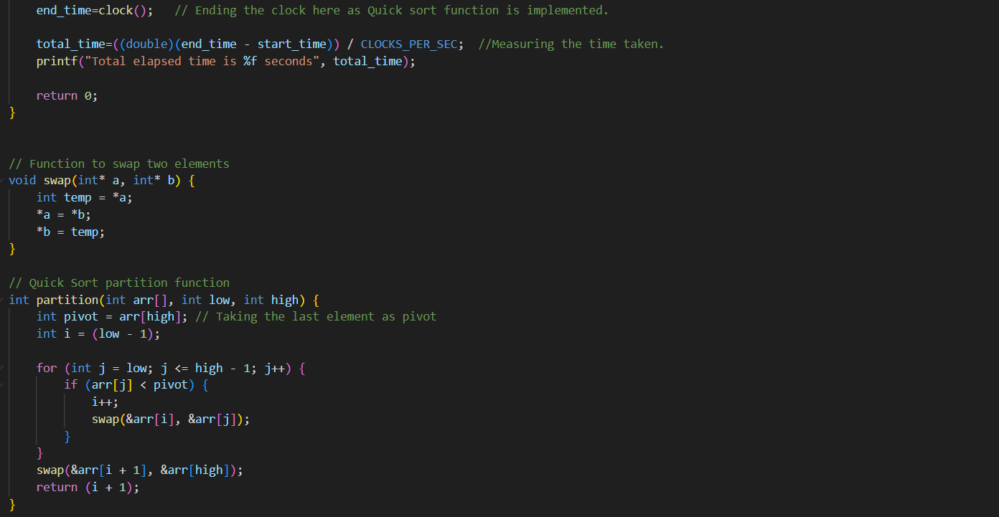 end_time=clock();   // Ending the clock here as Quick sort function is implemented.
total_time=((double)(end_time - start_time)) / CLOCKS_PER_SEC;  //Measuring the time taken.
printf("Total elapsed time is %f seconds", total_time);
return 0;
}
// Function to swap two elements
void swap(int* a, int* b) {
int temp = *a;
*a = *b;
*b = temp;
}
// Quick Sort partition function
int partition(int arr[], int low, int high) {
int pivot = arr[high]; // Taking the last element as pivot
int i = (low - 1);
for (int j = low; j <= high - 1; j++) {
if (arr[j] < pivot) {
i++;
swap(&arr[i], &arr[j]);
}
}
swap(&arr[i + 1], &arr[high]);
return (i + 1);
}